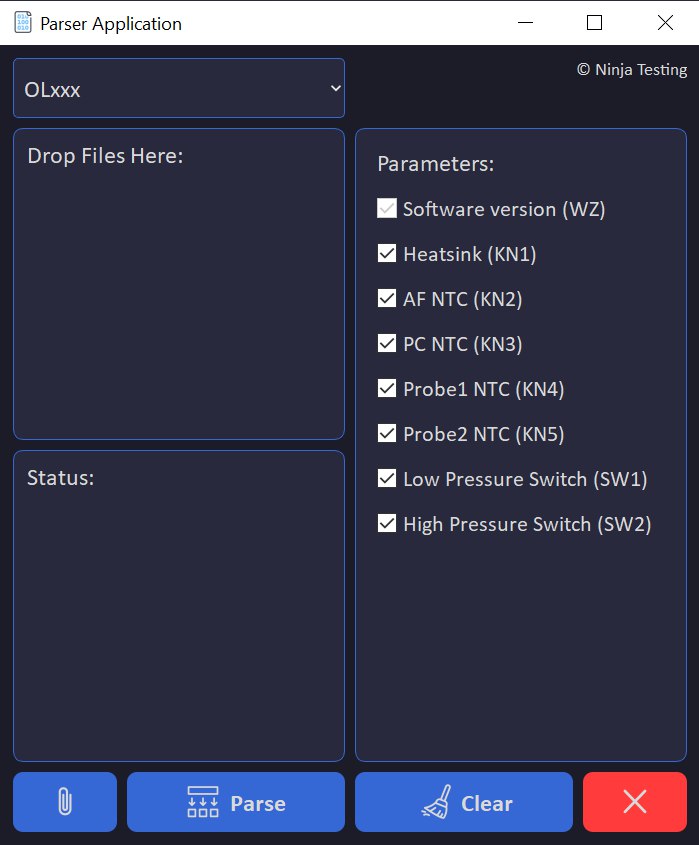 Parser Application
© Ninja Testing
OLxxx
Drop Files Here:
Status:
Parameters:
Software version (WZ)
Heatsink (KN1)
AF NTC (KN2)
PC NTC (KN3)
Probe1 NTC (KN4)
Probe2 NTC (KN5)
Low Pressure Switch (SW1)
High Pressure Switch (SW2)
Parse
Clear